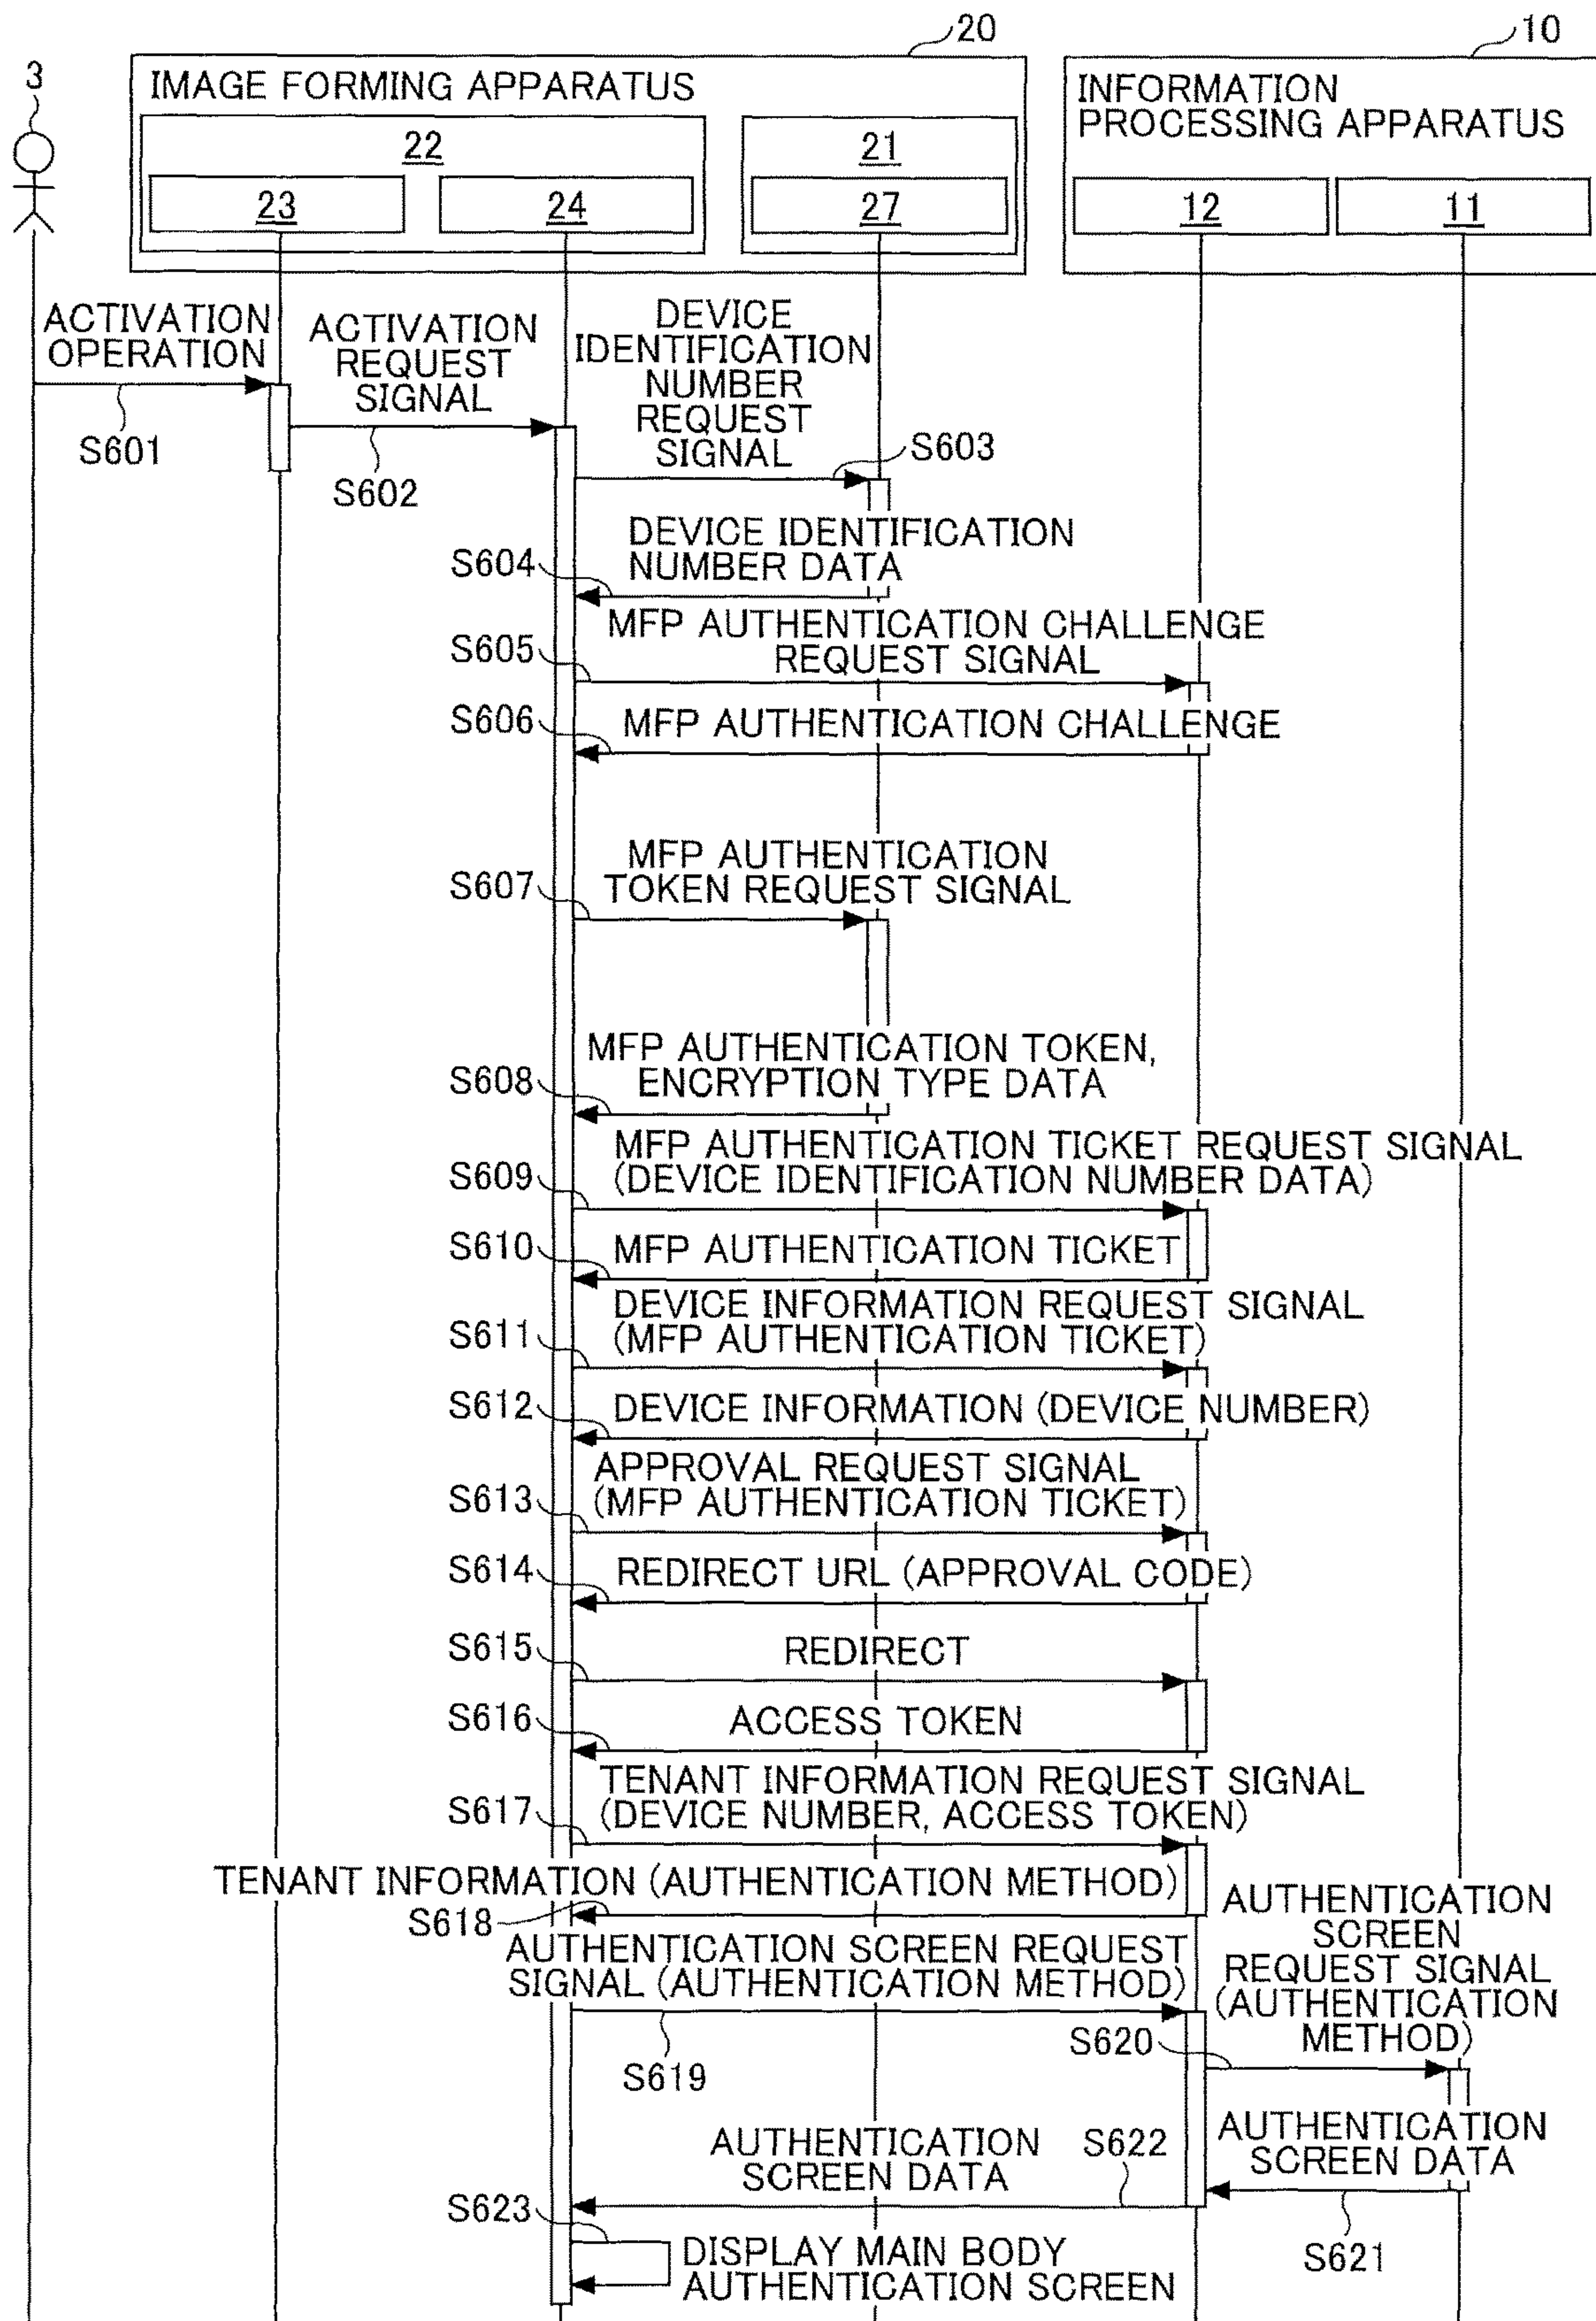 20
10
3
IMAGE FORMING APPARATUS
INFORMATION
PROCESSING APPARATUS
22
21
23
24
27
12
11
ACTIVATION
OPERATION
S601
ACTIVATION
REQUEST
SIGNAL
S602
DEVICE
IDENTIFICATION
NUMBER
REQUEST
SIGNAL
S603
DEVICE IDENTIFICATION
NUMBER DATA
S604
MFP AUTHENTICATION CHALLENGE
REQUEST SIGNAL
S605
S606
MFP AUTHENTICATION CHALLENGE
MFP AUTHENTICATION
TOKEN REQUEST SIGNAL
S607
MFP AUTHENTICATION TOKEN,
ENCRYPTION TYPE DATA
S608
MFP AUTHENTICATION TICKET REQUEST SIGNAL
(DEVICE IDENTIFICATION NUMBER DATA)
S609
S610
MFP AUTHENTICATION TICKET
DEVICE INFORMATION REQUEST SIGNAL
(MFP AUTHENTICATION TICKET)
S611
S612
DEVICE INFORMATION (DEVICE NUMBER)
APPROVAL REQUEST SIGNAL
(MFP AUTHENTICATION TICKET)
S613
S614
REDIRECT URL (APPROVAL CODE)
S615
REDIRECT
S616
ACCESS TOKEN
TENANT INFORMATION REQUEST SIGNAL
(DEVICE NUMBER, ACCESS TOKEN)
S617
TENANT INFORMATION (AUTHENTICATION METHOD)
S618
AUTHENTICATION SCREEN REQUEST
SIGNAL (AUTHENTICATION METHOD)
S619
AUTHENTICATION
SCREEN
REQUEST SIGNAL
(AUTHENTICATION
METHOD)
S620
AUTHENTICATION
SCREEN DATA
S621
AUTHENTICATION
SCREEN DATA
S622
S623
DISPLAY MAIN BODY
AUTHENTICATION SCREEN